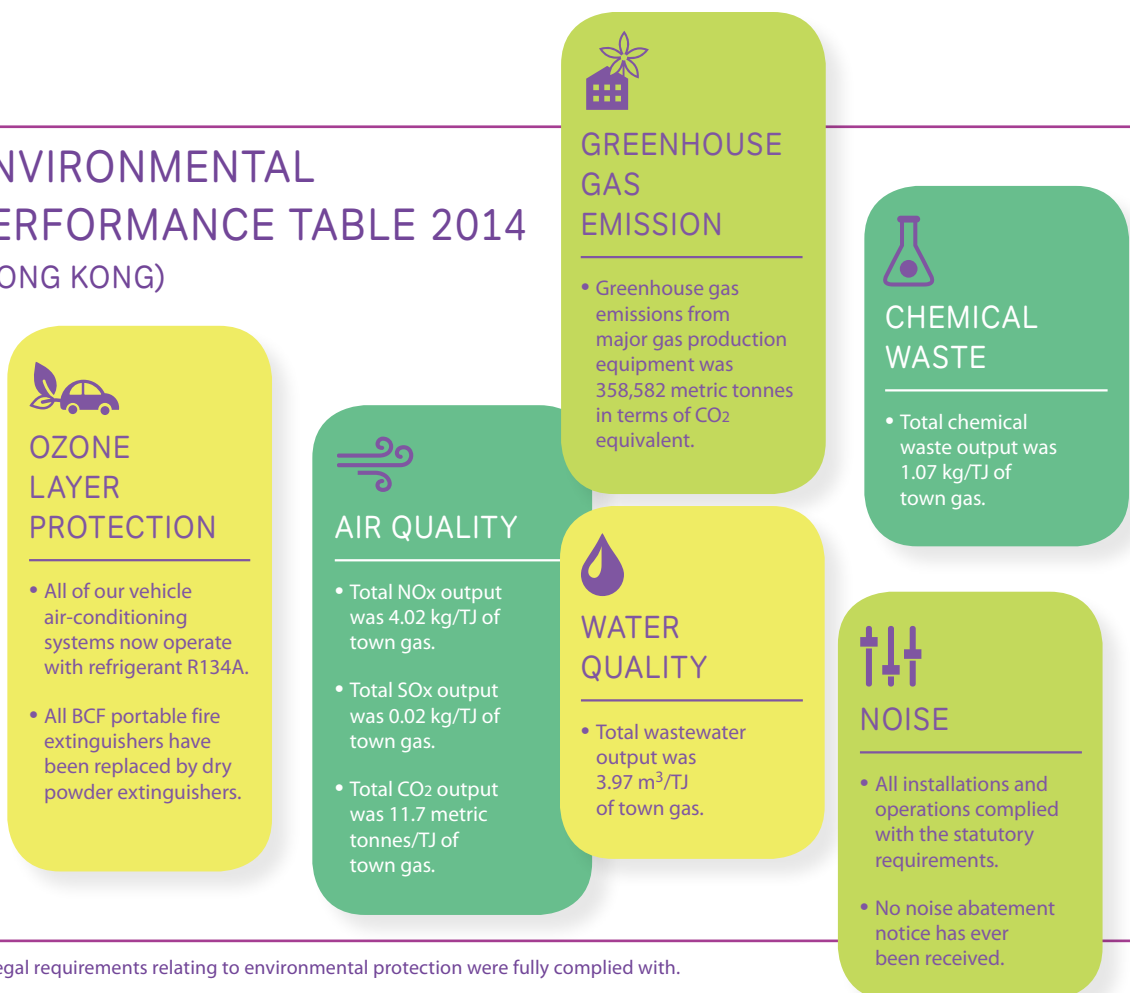 NVIRONMENTAL
ERFORMANCE TABLE 2014
ONG KONG)
OZONE
LAYER
PROTECTION
• All of our vehicle
air-conditioning
systems now operate
with refrigerant R134A.
• All BCF portable fire
extinguishers have
been replaced by dry
powder extinguishers.
AIR QUALITY
• Total NOx output
was 4.02 kg/TJ of
town gas.
• Total SOx output
was 0.02 kg/TJ of
town gas.
• Total CO2 output
was 11.7 metric
tonnes/TJ of
town gas.
GREENHOUSE
GAS
EMISSION
• Greenhouse gas
emissions from
major gas production
equipment was
358,582 metric tonnes
in terms of CO2
equivalent.
WATER
QUALITY
• Total wastewater
output was
3.97 m³/TJ
of town gas.
CHEMICAL
WASTE
• Total chemical
waste output was
1.07 kg/TJ of
town gas.
NOISE
• All installations and
operations complied
with the statutory
requirements.
• No noise abatement
notice has ever
been received.
egal requirements relating to environmental protection were fully complied with.